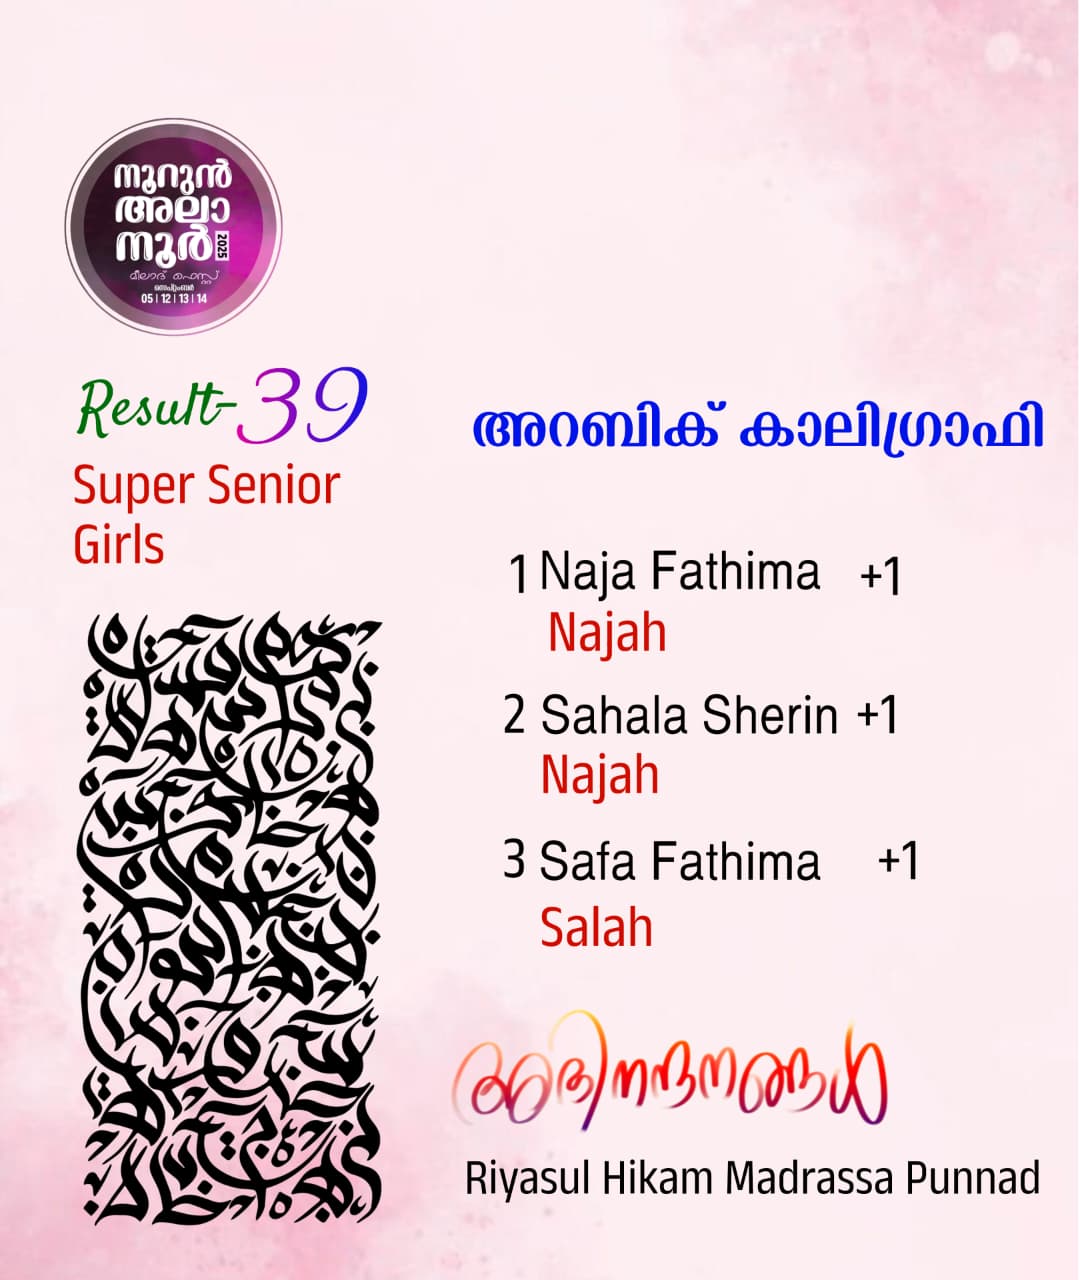 നൂറുൻ
അലാ
നൂർ 2025
മീലാദ് ഫെസ്റ്റ്
സെപ്റ്റംബർ
05 | 12 | 13 | 14
Result-39
Super Senior
Girls
അറബിക് കാലിഗ്രാഫി
1 Naja Fathima +1
Najah
2 Sahala Sherin +1
Najah
3 Safa Fathima +1
Salah
അഭിനന്ദനങ്ങൾ
Riyasul Hikam Madrassa Punnad